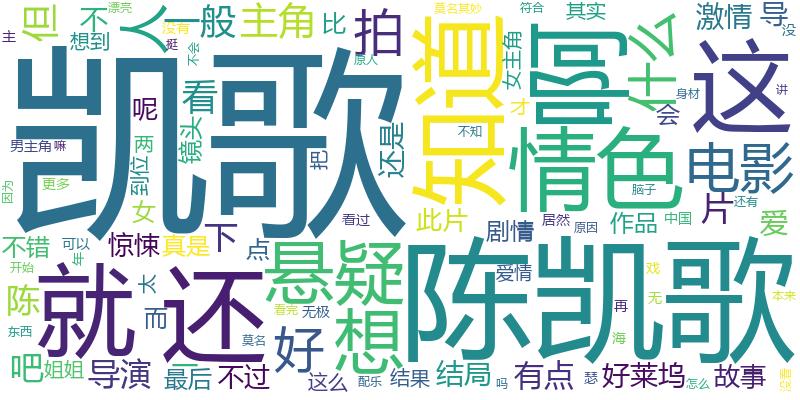 凯歌
陈凯歌
知道
啊
这
就
还
情色
悬疑
想
电影
什么
人
但
不
想到
一般
主角
比
拍
激情
导
没
主
漂亮
没有
挺
不会
原人
莫名其妙
符合
其实
女主角
才
会
身材
讲
呢
看
镜头
两
到位
把
还是
不知
男主角
嘛
因为
更多
女
看过
此片
剧情
居然
原因
作品
脑子
中国
还有
片
爱
不错
可以
惊悚
真是
下
点
爱情
开始
年
陈
太
而
看完
无极
好
再
无
戏
本来
东西
莫名
海
吧
姐姐
导演
最后
不过
这么
配乐
结果
结局
吗
有点
瑟
好莱坞
怎么
故事
没看